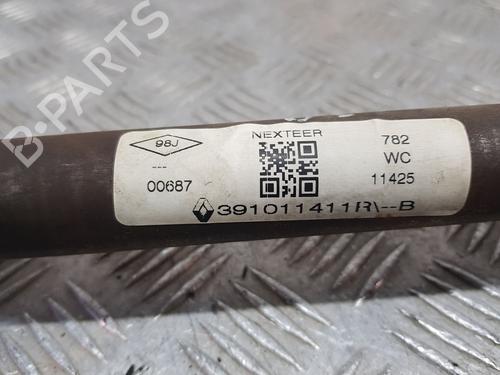 B-PARTS
98J
---
00687
NEXTEER
782
WC
11425
391011411R\--B